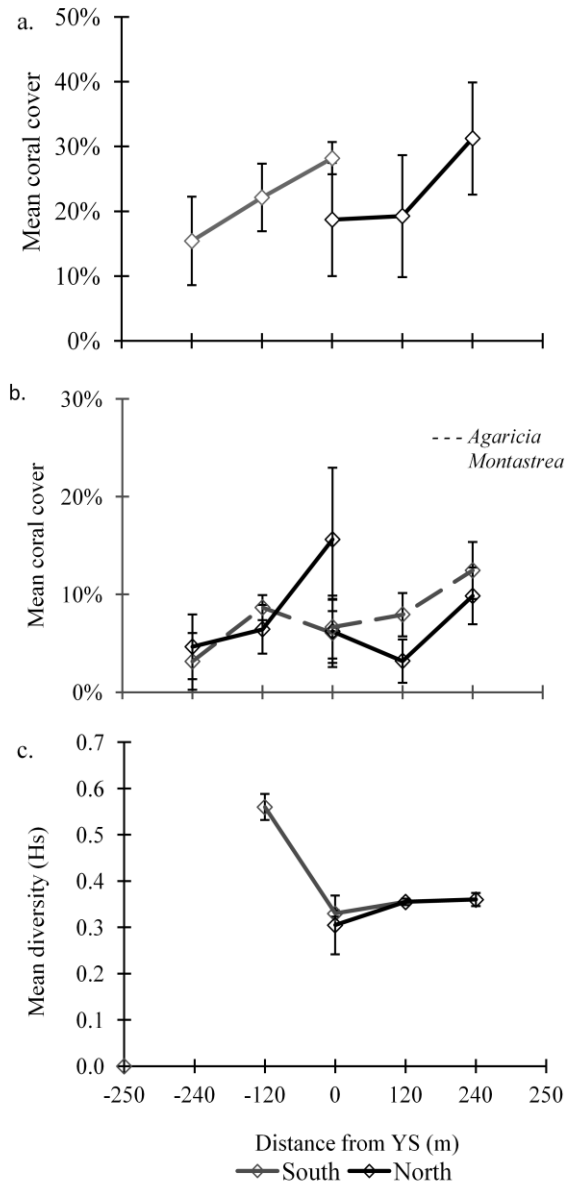 a.
Mean coral cover
50%
40%
30%
20%
10%
0%
b.
Mean coral cover
30%
20%
10%
0%
Agaricia
Montastrea
c.
Mean diversity (Hs)
0.7
0.6
0.5
0.4
0.3
0.2
0.1
0.0
-250 -240 -120 0 120 240 250
Distance from YS (m)
South North